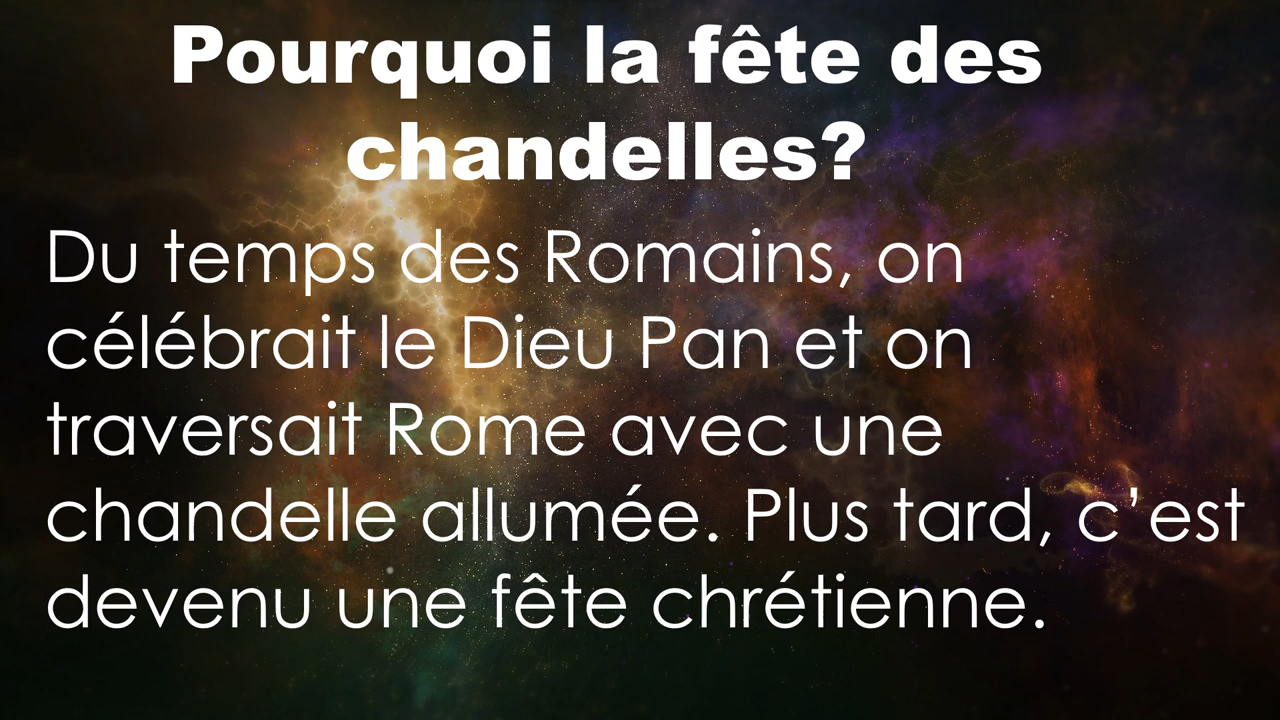 Pourquoi la fête des
chandelles?
Du temps des Romains, on
célébrait le Dieu Pan et on
traversait Rome avec une
chandelle allumée. Plus tard, c’est
devenu une fête chrétienne.